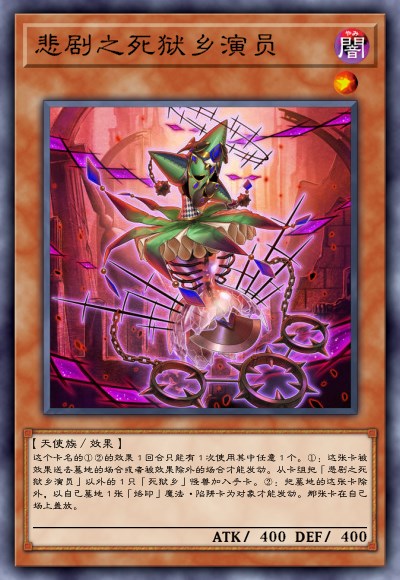 悲剧之死狱乡演员
やみ
闇
【天使族/效果】
这个卡名的①②的效果1回合只能有1次使用其中任意1个。①：这张卡被
效果送去墓地的场合或者被效果除外的场合才能发动。从卡组把「悲剧之死
狱乡演员」以外的1只「死狱乡」怪兽加入手卡。②：把墓地的这张卡除
外，以自己墓地1张「烙印」魔法·陷阱卡为对象才能发动。那张卡在自己
场上盖放。
ATK/ 400 DEF/ 400